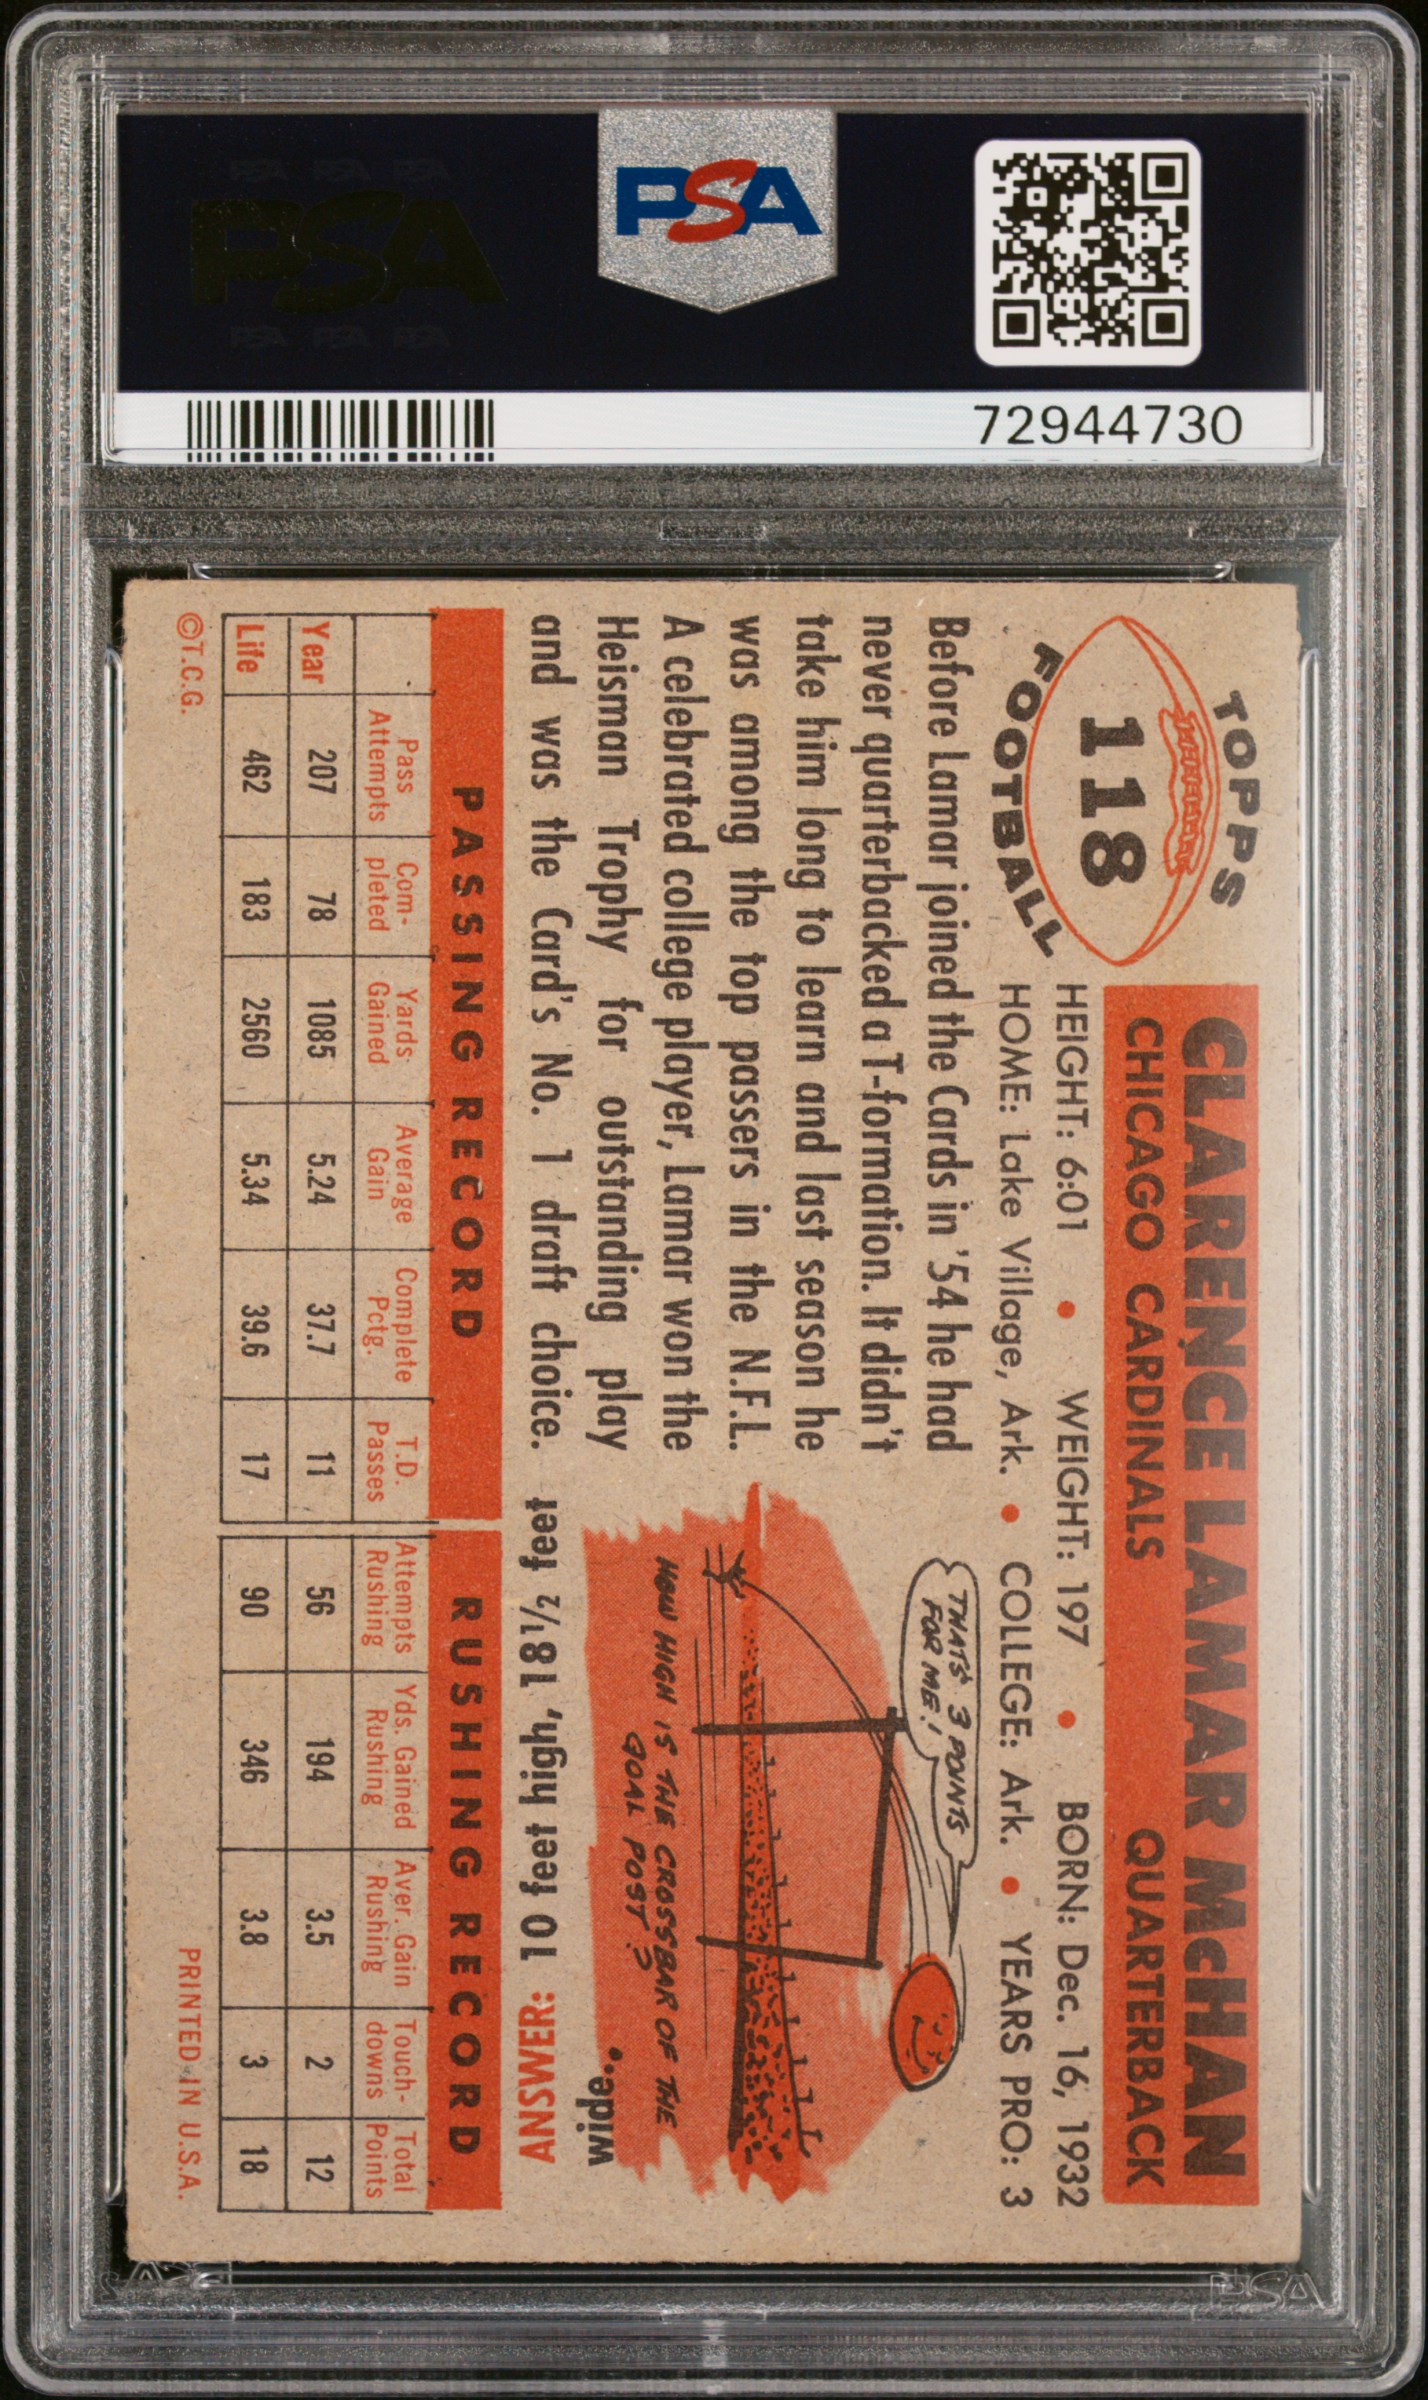 PSA PSA PSA
PSA
PSA PSA PSA
PSA
72944730
TOPPS
118
FOOTBALL
CLARENCE LAMAR McHAN
CHICAGO CARDINALS QUARTERBACK
HEIGHT: 6:01 • WEIGHT: 197 • BORN: Dec. 16, 1932
HOME: Lake Village, Ark. • COLLEGE: Ark. • YEARS PRO: 3
Before Lamar joined the Cards in '54 he had
never quarterbacked a T-formation. It didn't
take him long to learn and last season he
was among the top passers in the N.F.L.
A celebrated college player, Lamar won the
Heisman Trophy for outstanding play
and was the Card's No. 1 draft choice.
THAT'S 3 POINTS
FOR ME!
HOW HIGH IS THE CROSSBAR OF THE
GOAL POST?
ANSWER: 10 feet high, 18½ feet
wide.
PASSING RECORD RUSHING RECORD
Pass Attempts Com-pleted Yards Gained Average Gain Complete Pctg. T.D. Passes Attempts Rushing Yds. Gained Rushing Aver. Gain Rushing Touch-downs Total Points
Year 207 78 1085 5.24 37.7 11 56 194 3.5 2 12
Life 462 183 2560 5.34 39.6 17 90 346 3.8 3 18
©T.C.G. PRINTED IN U.S.A.
PSA